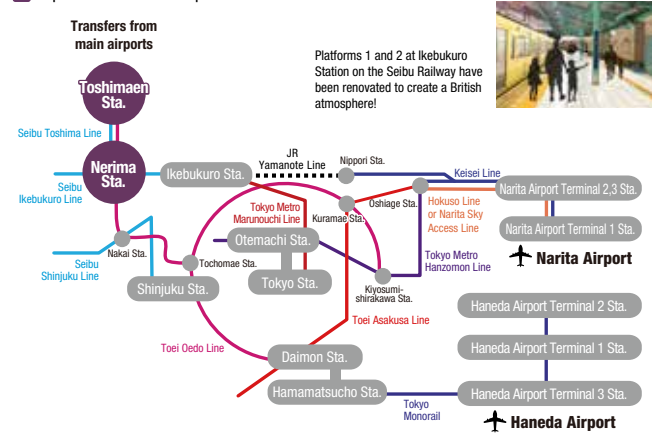 Transfers from
main airports
Platforms 1 and 2 at Ikebukuro
Station on the Seibu Railway have
been renovated to create a British
atmosphere!
Toshimaen
Sta.
Seibu Toshima Line
Nerima
Sta.
Seibu
Ikebukuro Line
Ikebukuro Sta.
JR
Yamanote Line
Nippori Sta.
Keisei Line
Narita Airport Terminal 2,3 Sta.
Oshiage Sta.
Hokuso Line
or Narita Sky
Access Line
Narita Airport Terminal 1 Sta.
Narita Airport
Tokyo Metro
Marunouchi Line
Kuramae Sta.
Otemachi Sta.
Tokyo Metro
Hanzomon Line
Nakai Sta.
Seibu
Shinjuku Line
Tochomae Sta.
Shinjuku Sta.
Tokyo Sta.
Kiyosumi-
shirakawa Sta.
Toei Asakusa Line
Toei Oedo Line
Daimon Sta.
Hamamatsucho Sta.
Tokyo
Monorail
Haneda Airport Terminal 2 Sta.
Haneda Airport Terminal 1 Sta.
Haneda Airport Terminal 3 Sta.
Haneda Airport